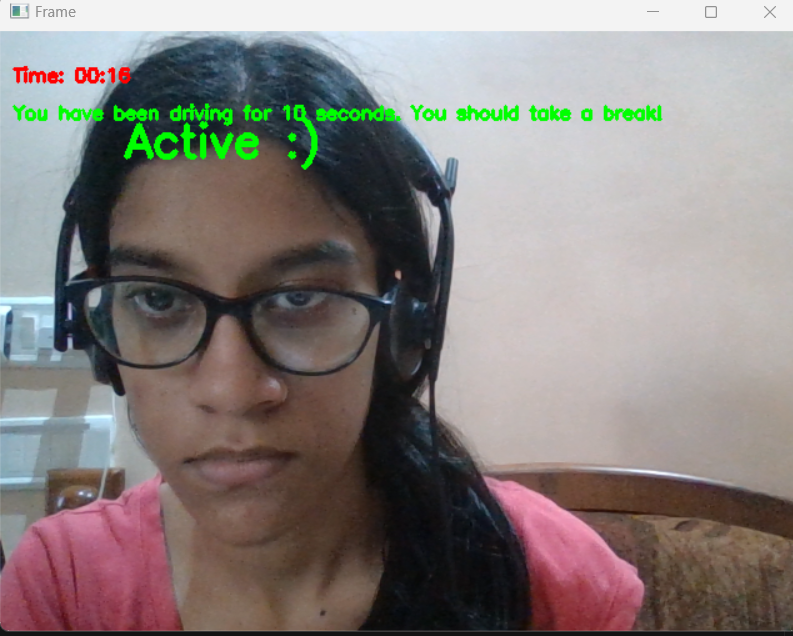 Frame
Time: 00:16
You have been driving for 10 seconds. You should take a break!
Active :)